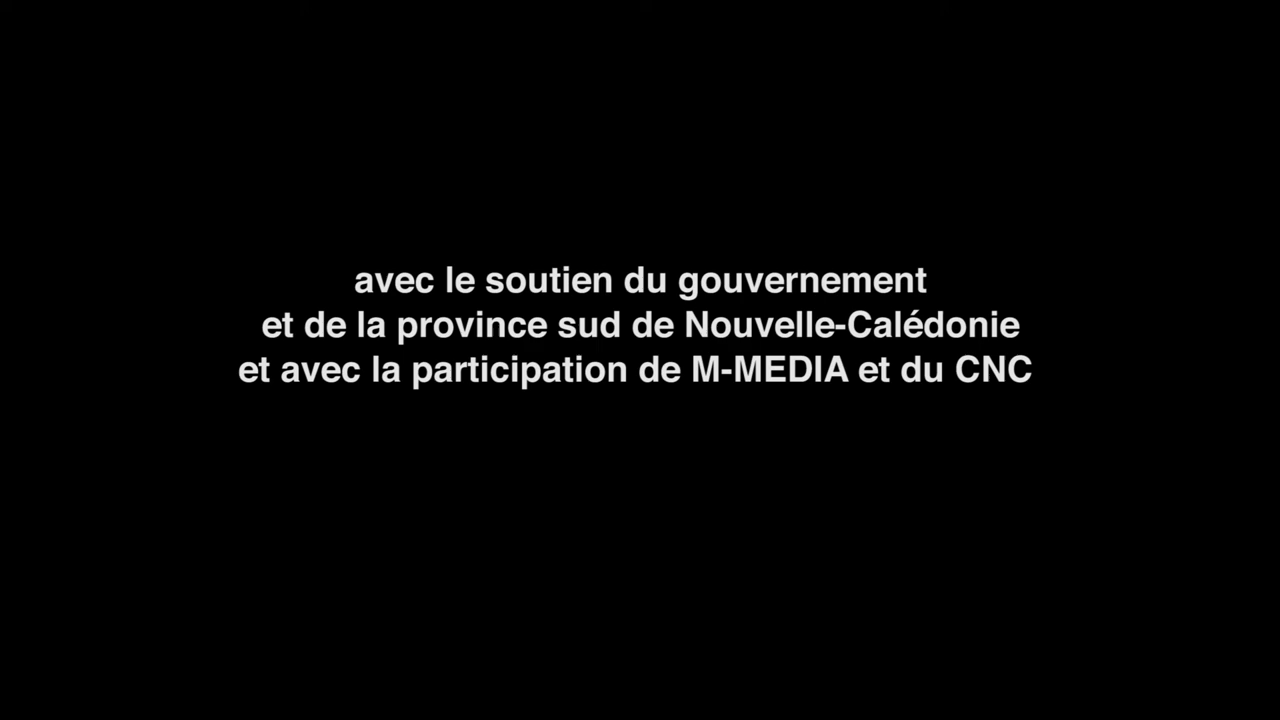 avec le soutien du gouvernement
et de la province sud de Nouvelle-Calédonie
et avec la participation de M-MEDIA et du CNC